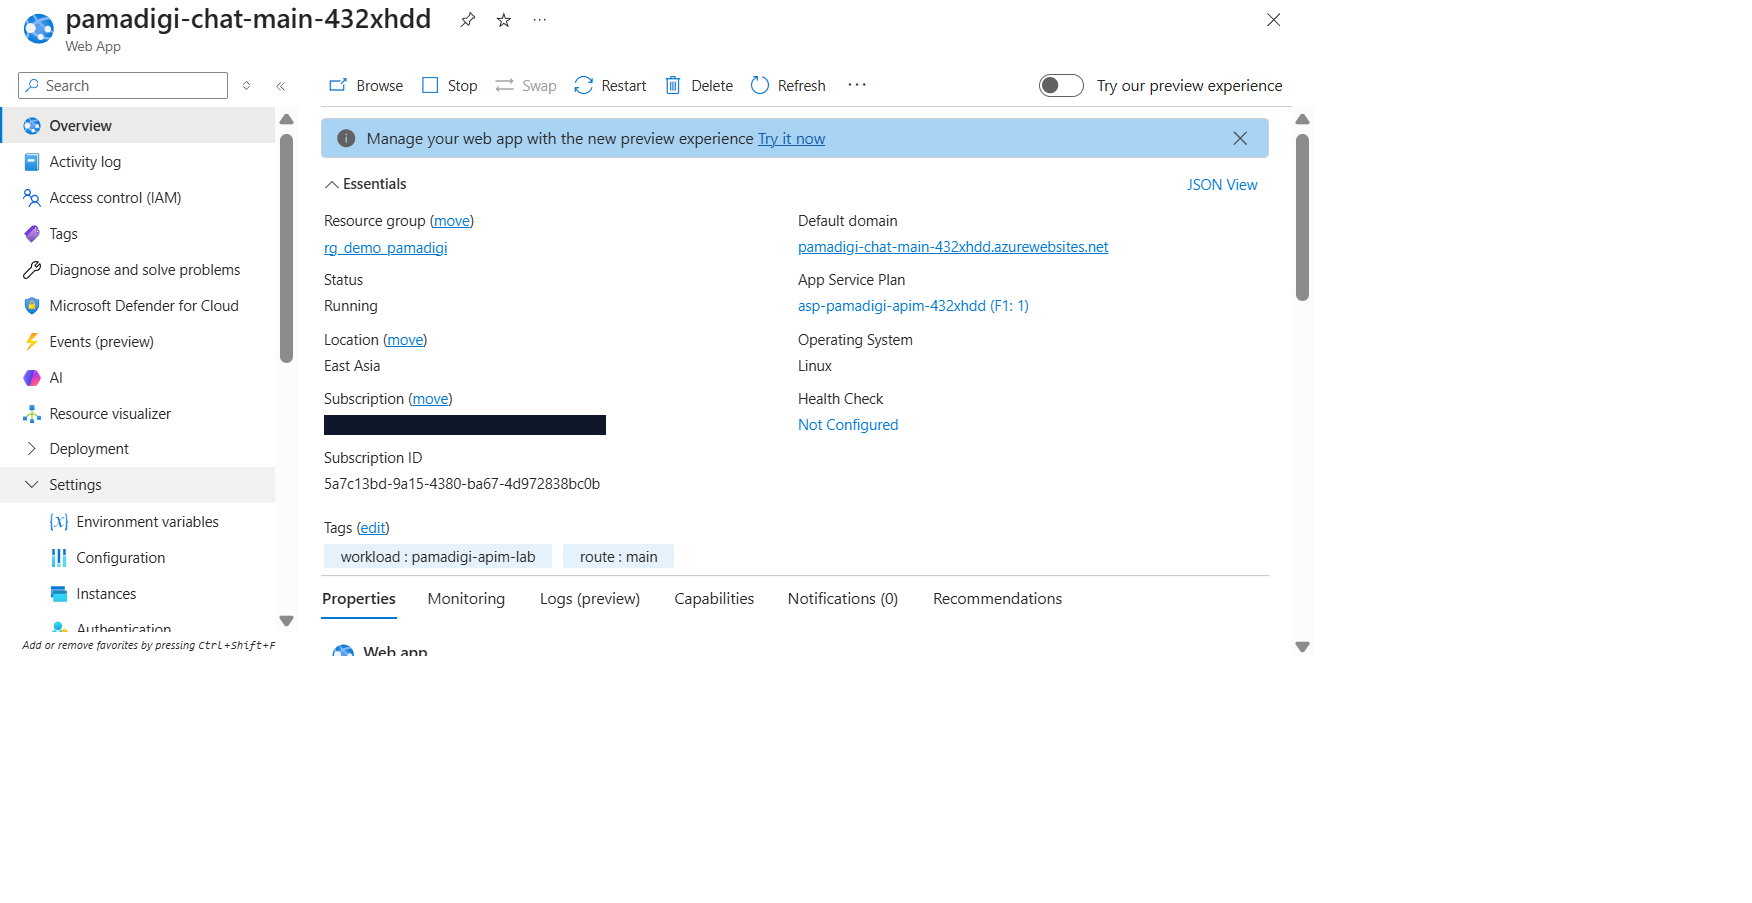 pamadigi-chat-main-432xhdd
Web App
Search
Browse Stop Swap Restart Delete Refresh
Try our preview experience
Overview
Activity log
Access control (IAM)
Tags
Diagnose and solve problems
Microsoft Defender for Cloud
Events (preview)
AI
Resource visualizer
Deployment
Settings
Environment variables
Configuration
Instances
Authentication
Add or remove favorites by pressing Ctrl+Shift+F
Manage your web app with the new preview experience Try it now
Essentials
JSON View
Resource group (move)
rg_demo_pamadigi
Status
Running
Location (move)
East Asia
Subscription (move)
Subscription ID
5a7c13bd-9a15-4380-ba67-4d972838bc0b
Default domain
pamadigi-chat-main-432xhdd.azurewebsites.net
App Service Plan
asp-pamadigi-apim-432xhdd (F1: 1)
Operating System
Linux
Health Check
Not Configured
Tags (edit)
workload : pamadigi-apim-lab route : main
Properties Monitoring Logs (preview) Capabilities Notifications (0) Recommendations
Web app